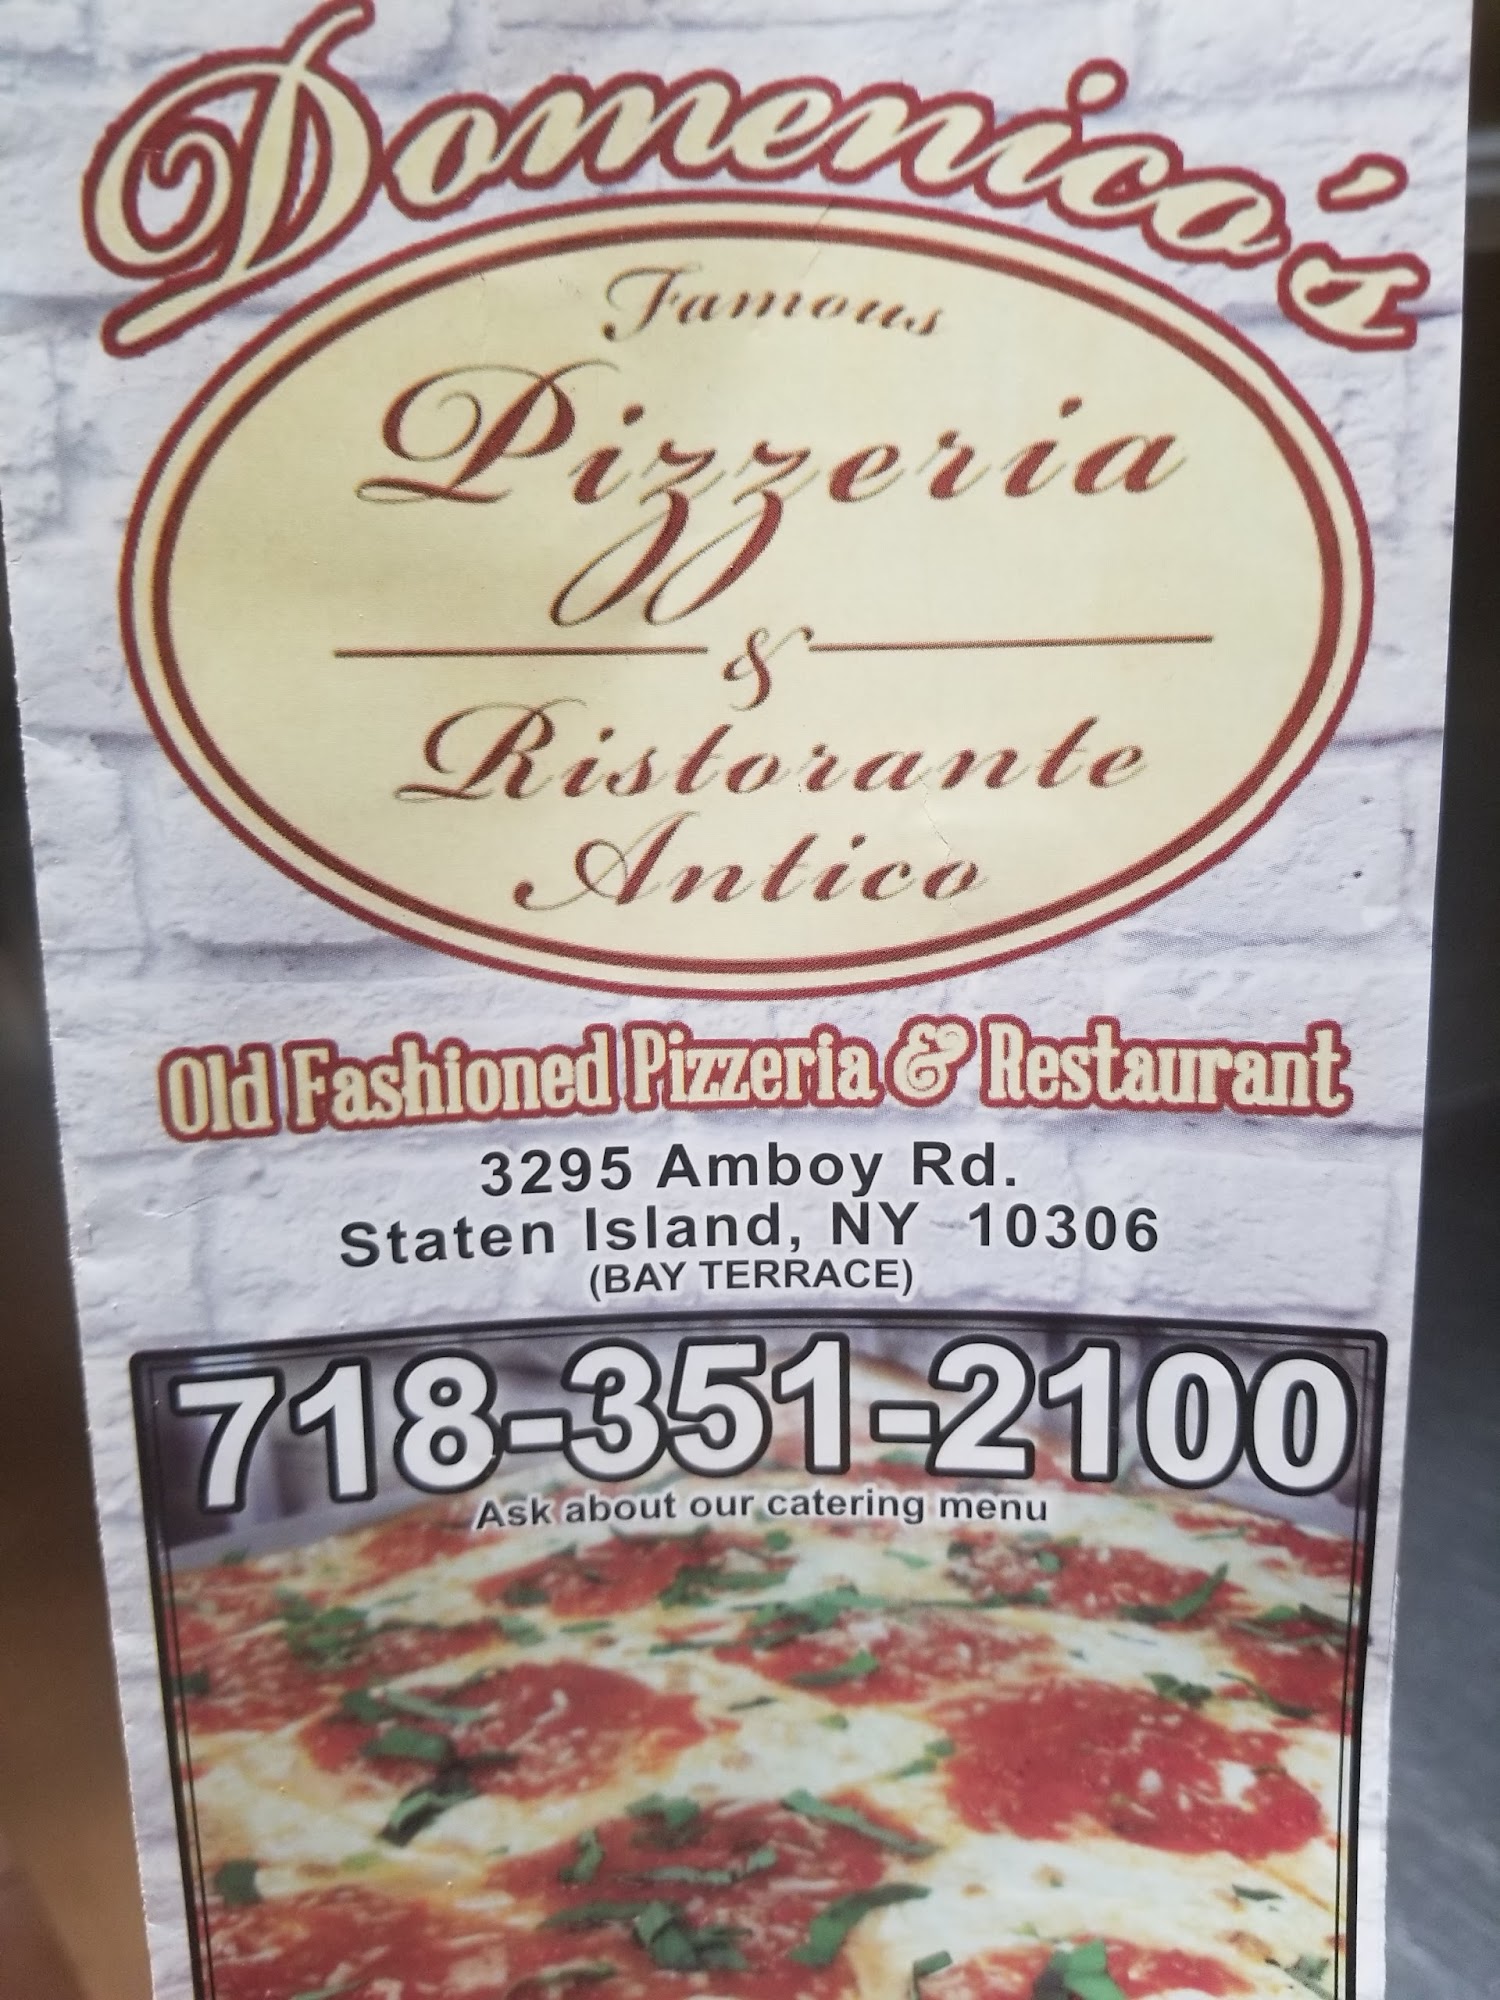 Domenico's
Famous
Pizzeria
&
Ristorante
Antico
Old Fashioned Pizzeria & Restaurant
3295 Amboy Rd.
Staten Island, NY 10306
(BAY TERRACE)
718-351-2100
Ask about our catering menu